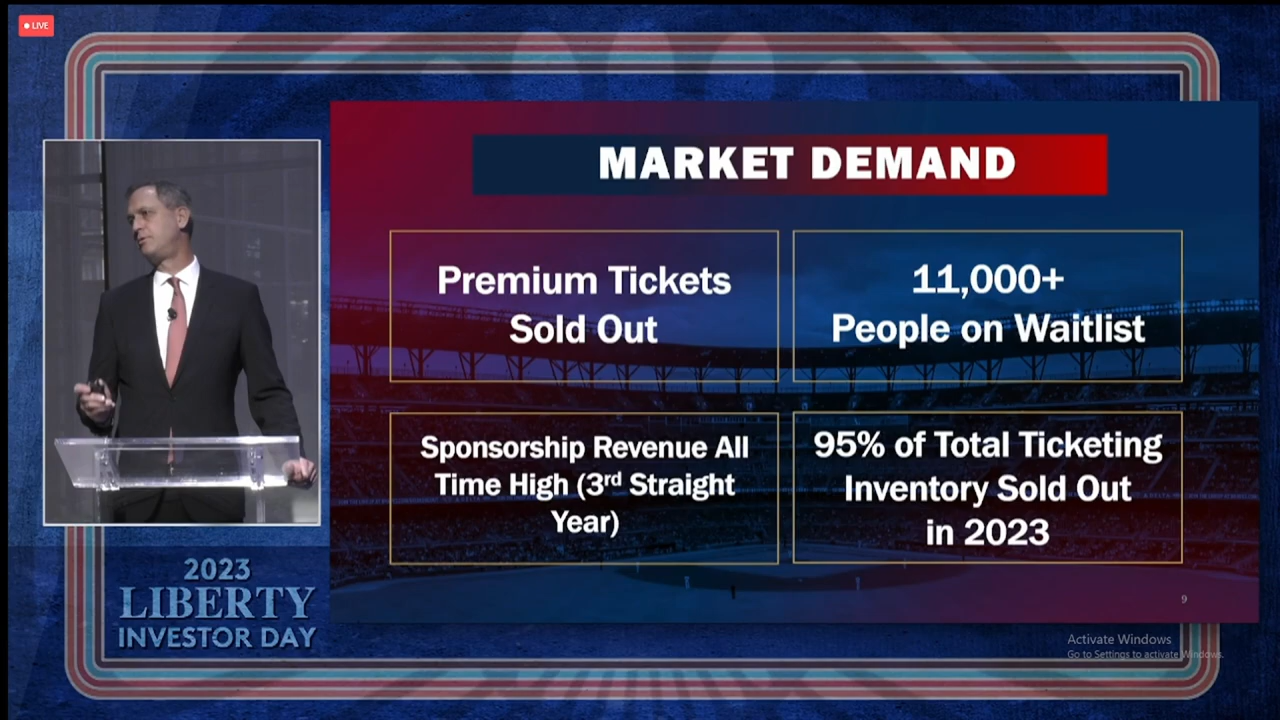 LIVE
MARKET DEMAND
Premium Tickets
Sold Out
11,000+
People on Waitlist
Sponsorship Revenue All
Time High (3rd Straight
Year)
95% of Total Ticketing
Inventory Sold Out
in 2023
9
2023
LIBERTY
INVESTOR DAY
Activate Windows
Go to Settings to activate Windows.